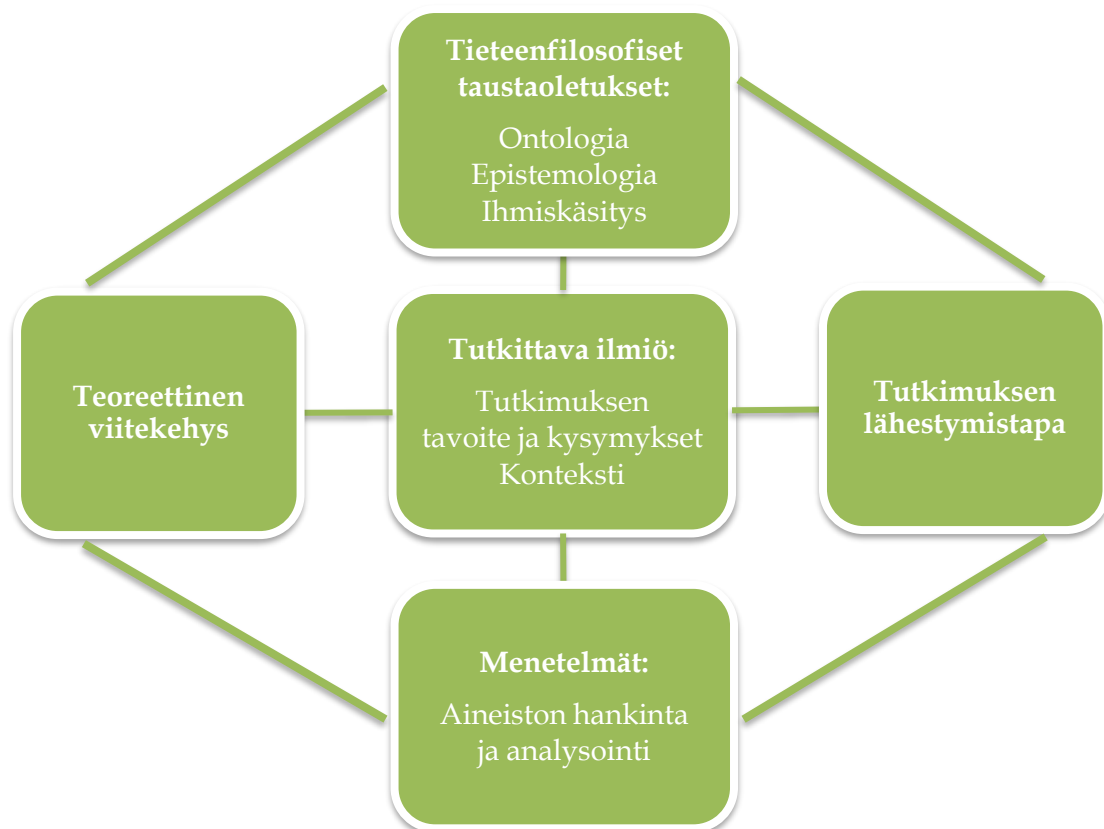 Tieteenfilosofiset
taustaoletukset:
Ontologia
Epistemologia
Ihmiskäsitys
Teoreettinen
viitekehys
Tutkittava ilmiö:
Tutkimuksen
tavoite ja kysymykset
Konteksti
Tutkimuksen
lähestymistapa
Menetelmät:
Aineiston hankinta
ja analysointi